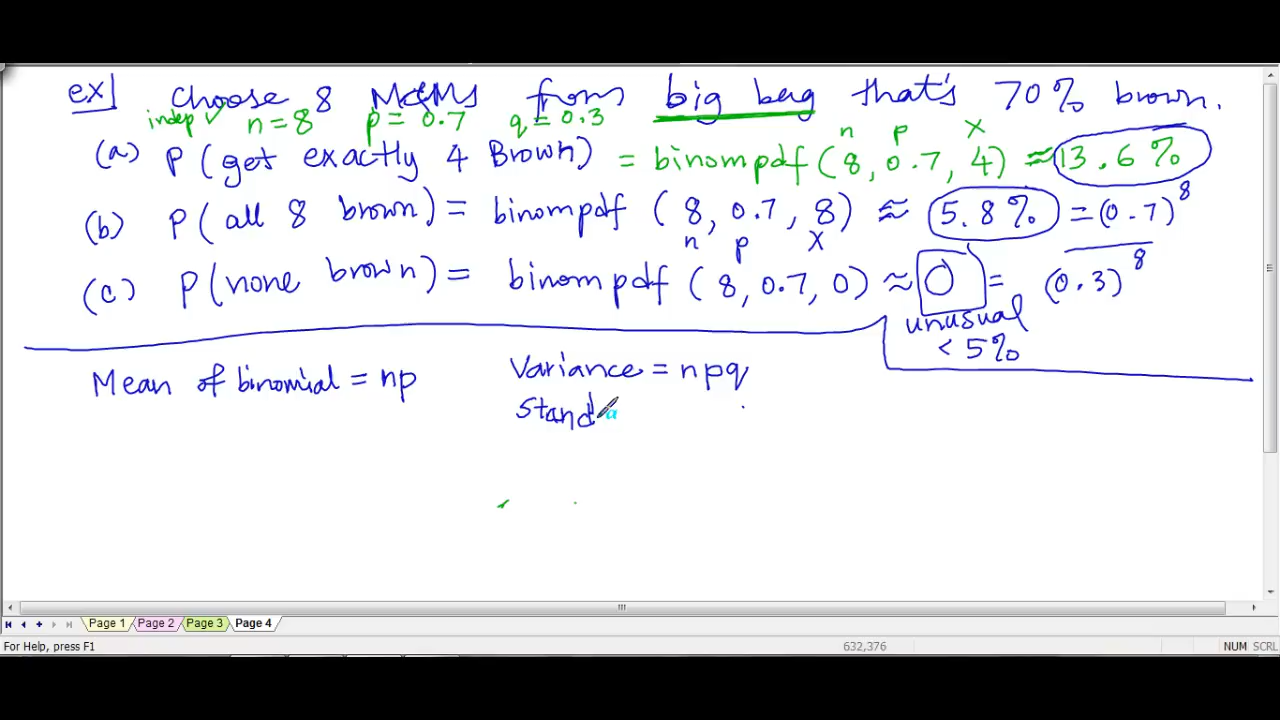 ex| Choose 8 M&Ms from big bag that's 70% brown.
indep ✓ n = 8 p = 0.7 q = 0.3
n p x
(a) P(get exactly 4 Brown) = binompdf(8, 0.7, 4) ≈ 13.6%
(b) P(all 8 brown) = binompdf (8, 0.7, 8) ≈ 5.8% = (0.7)^8
n p x
(c) P(none brown) = binompdf (8, 0.7, 0) ≈ 0 = (0.3)^8
unusual
< 5%
Mean of binomial = np Variance = npq
Stand
Page 1 Page 2 Page 3 Page 4
For Help, press F1 632,376 NUM SCRL